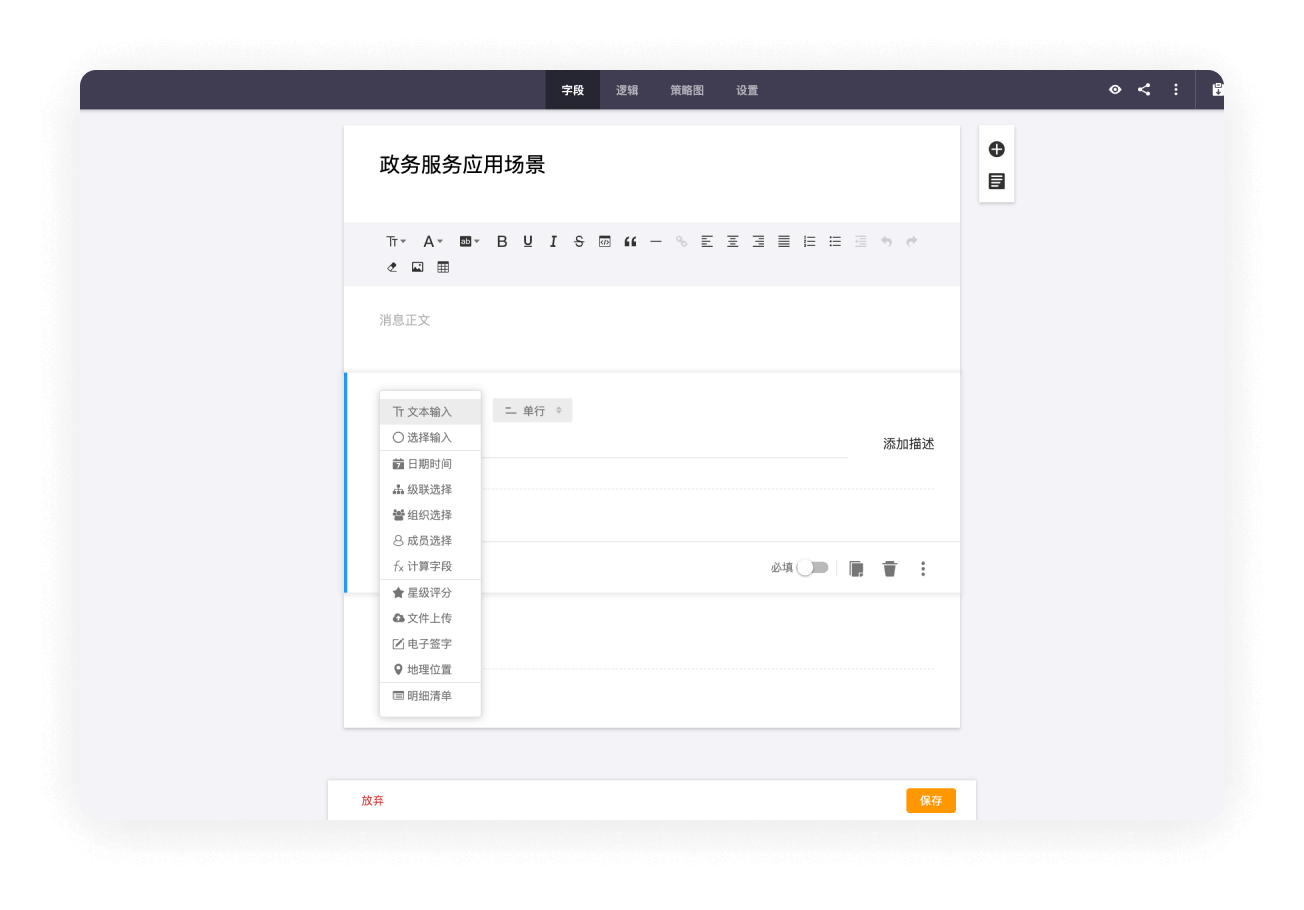 字段 逻辑 策略图 设置
政务服务应用场景
消息正文
文本输入
单行
选择输入
添加描述
日期时间
级联选择
组织选择
成员选择
计算字段
必填
星级评分
文件上传
电子签字
地理位置
明细清单
放弃 保存